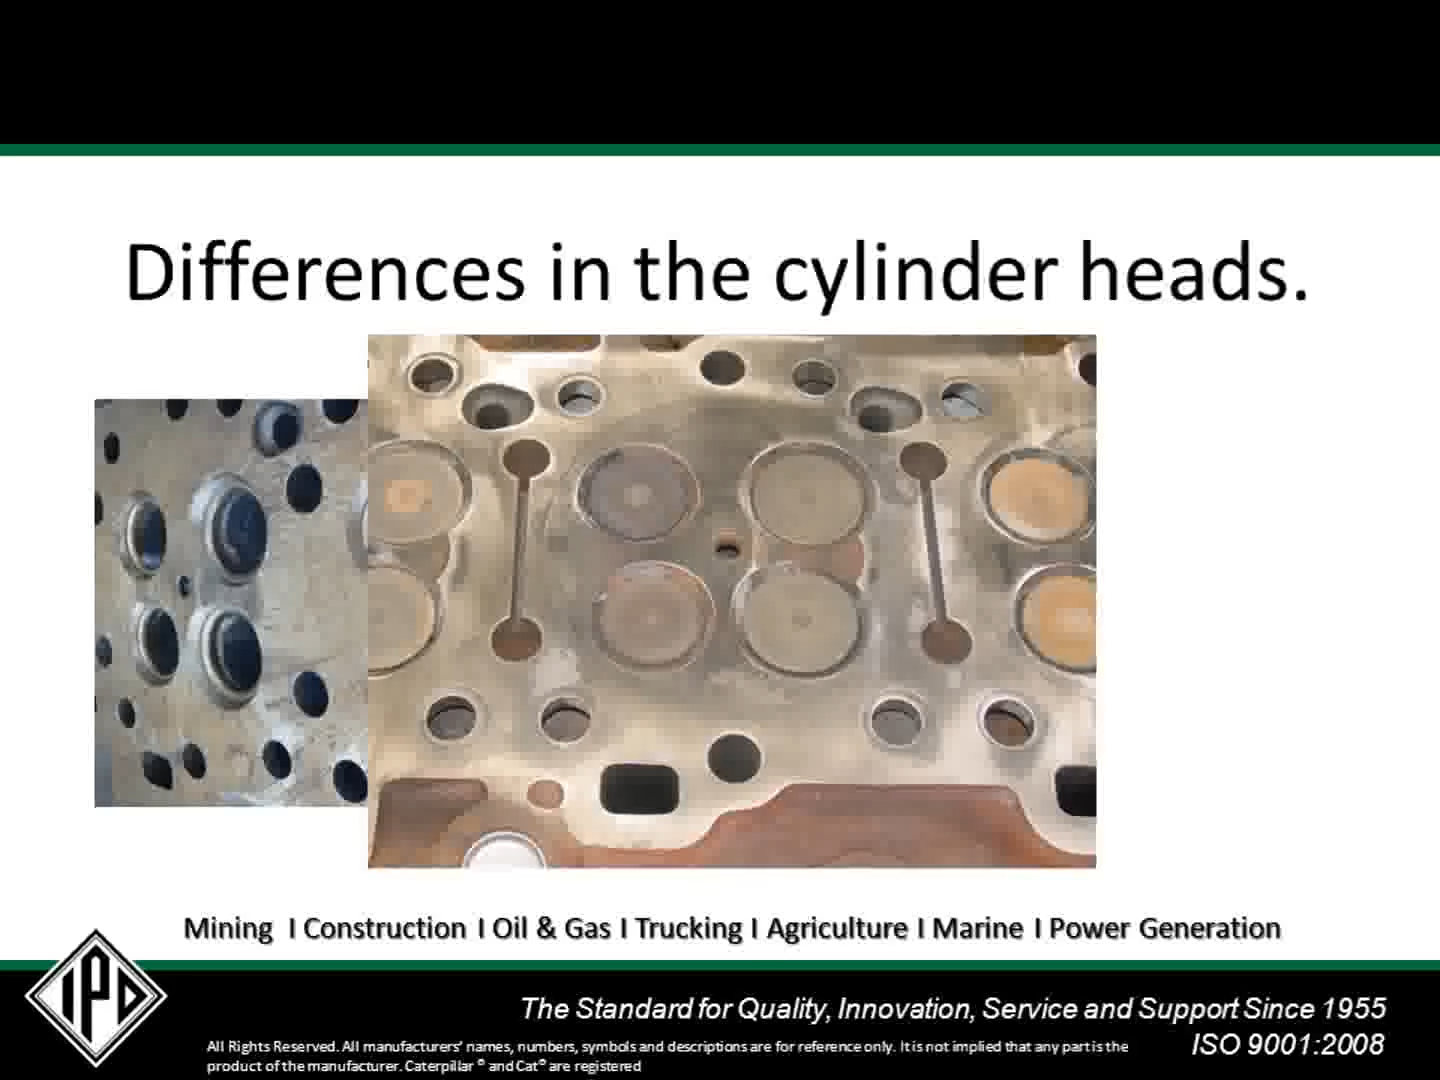 Differences in the cylinder heads.
Mining I Construction I Oil & Gas I Trucking I Agriculture I Marine I Power Generation
IPD
The Standard for Quality, Innovation, Service and Support Since 1955
ISO 9001:2008
All Rights Reserved. All manufacturers' names, numbers, symbols and descriptions are for reference only. It is not implied that any part is the
product of the manufacturer. Caterpillar ® and Cat® are registered